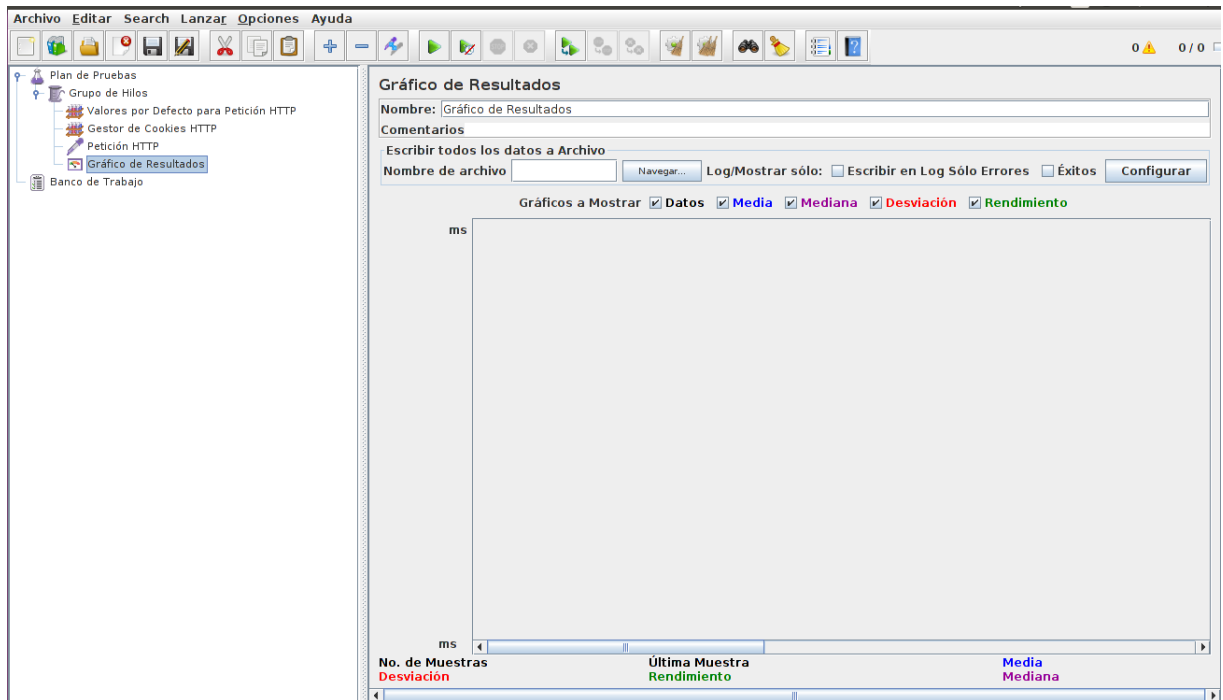 Archivo Editar Search Lanzar Opciones Ayuda
0 0 / 0
Plan de Pruebas
Grupo de Hilos
Valores por Defecto para Petición HTTP
Gestor de Cookies HTTP
Petición HTTP
Gráfico de Resultados
Banco de Trabajo
Gráfico de Resultados
Nombre: Gráfico de Resultados
Comentarios
Escribir todos los datos a Archivo
Nombre de archivo Navegar... Log/Mostrar sólo: Escribir en Log Sólo Errores Éxitos Configurar
Gráficos a Mostrar Datos Media Mediana Desviación Rendimiento
ms
ms
No. de Muestras Última Muestra Media
Desviación Rendimiento Mediana